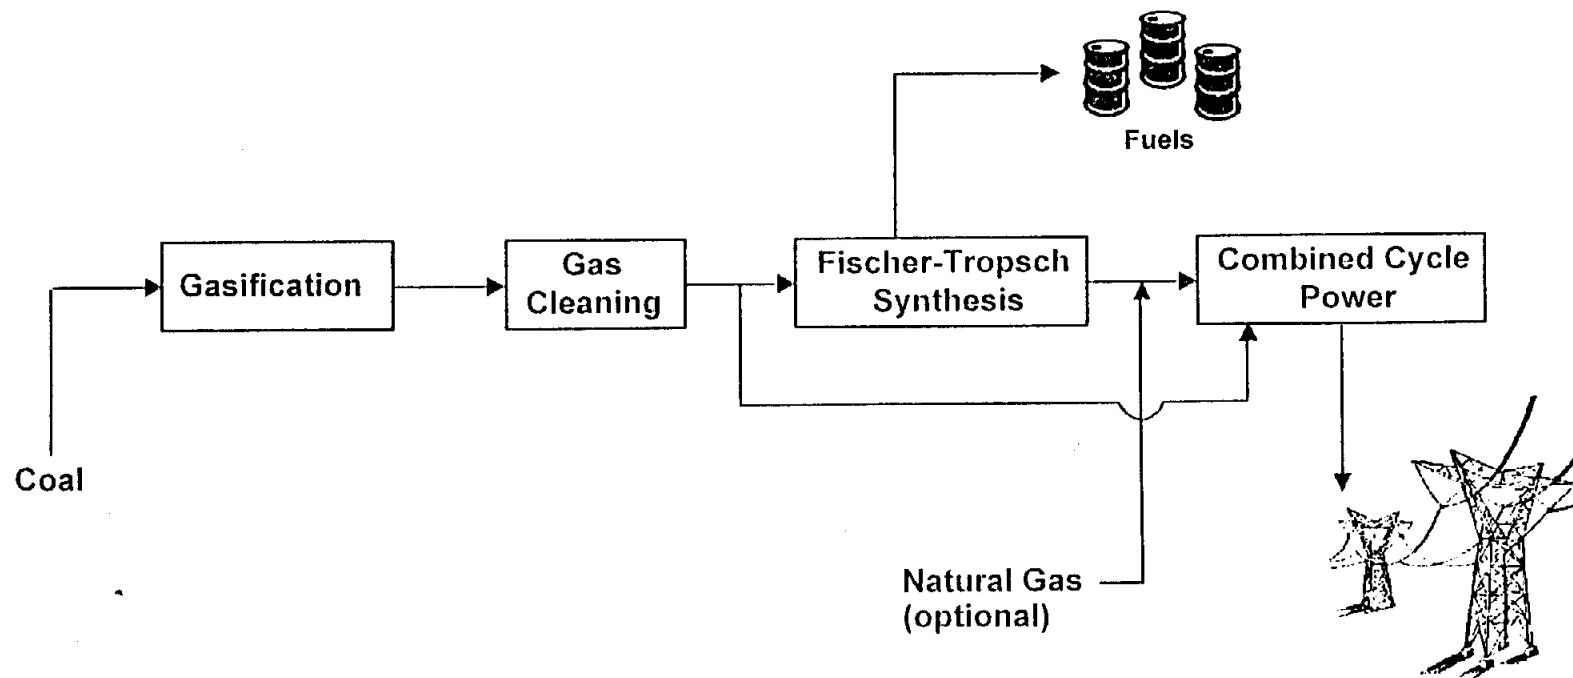 Fuels
Gasification
Gas
Cleaning
Fischer-Tropsch
Synthesis
Combined Cycle
Power
Coal
Natural Gas
(optional)